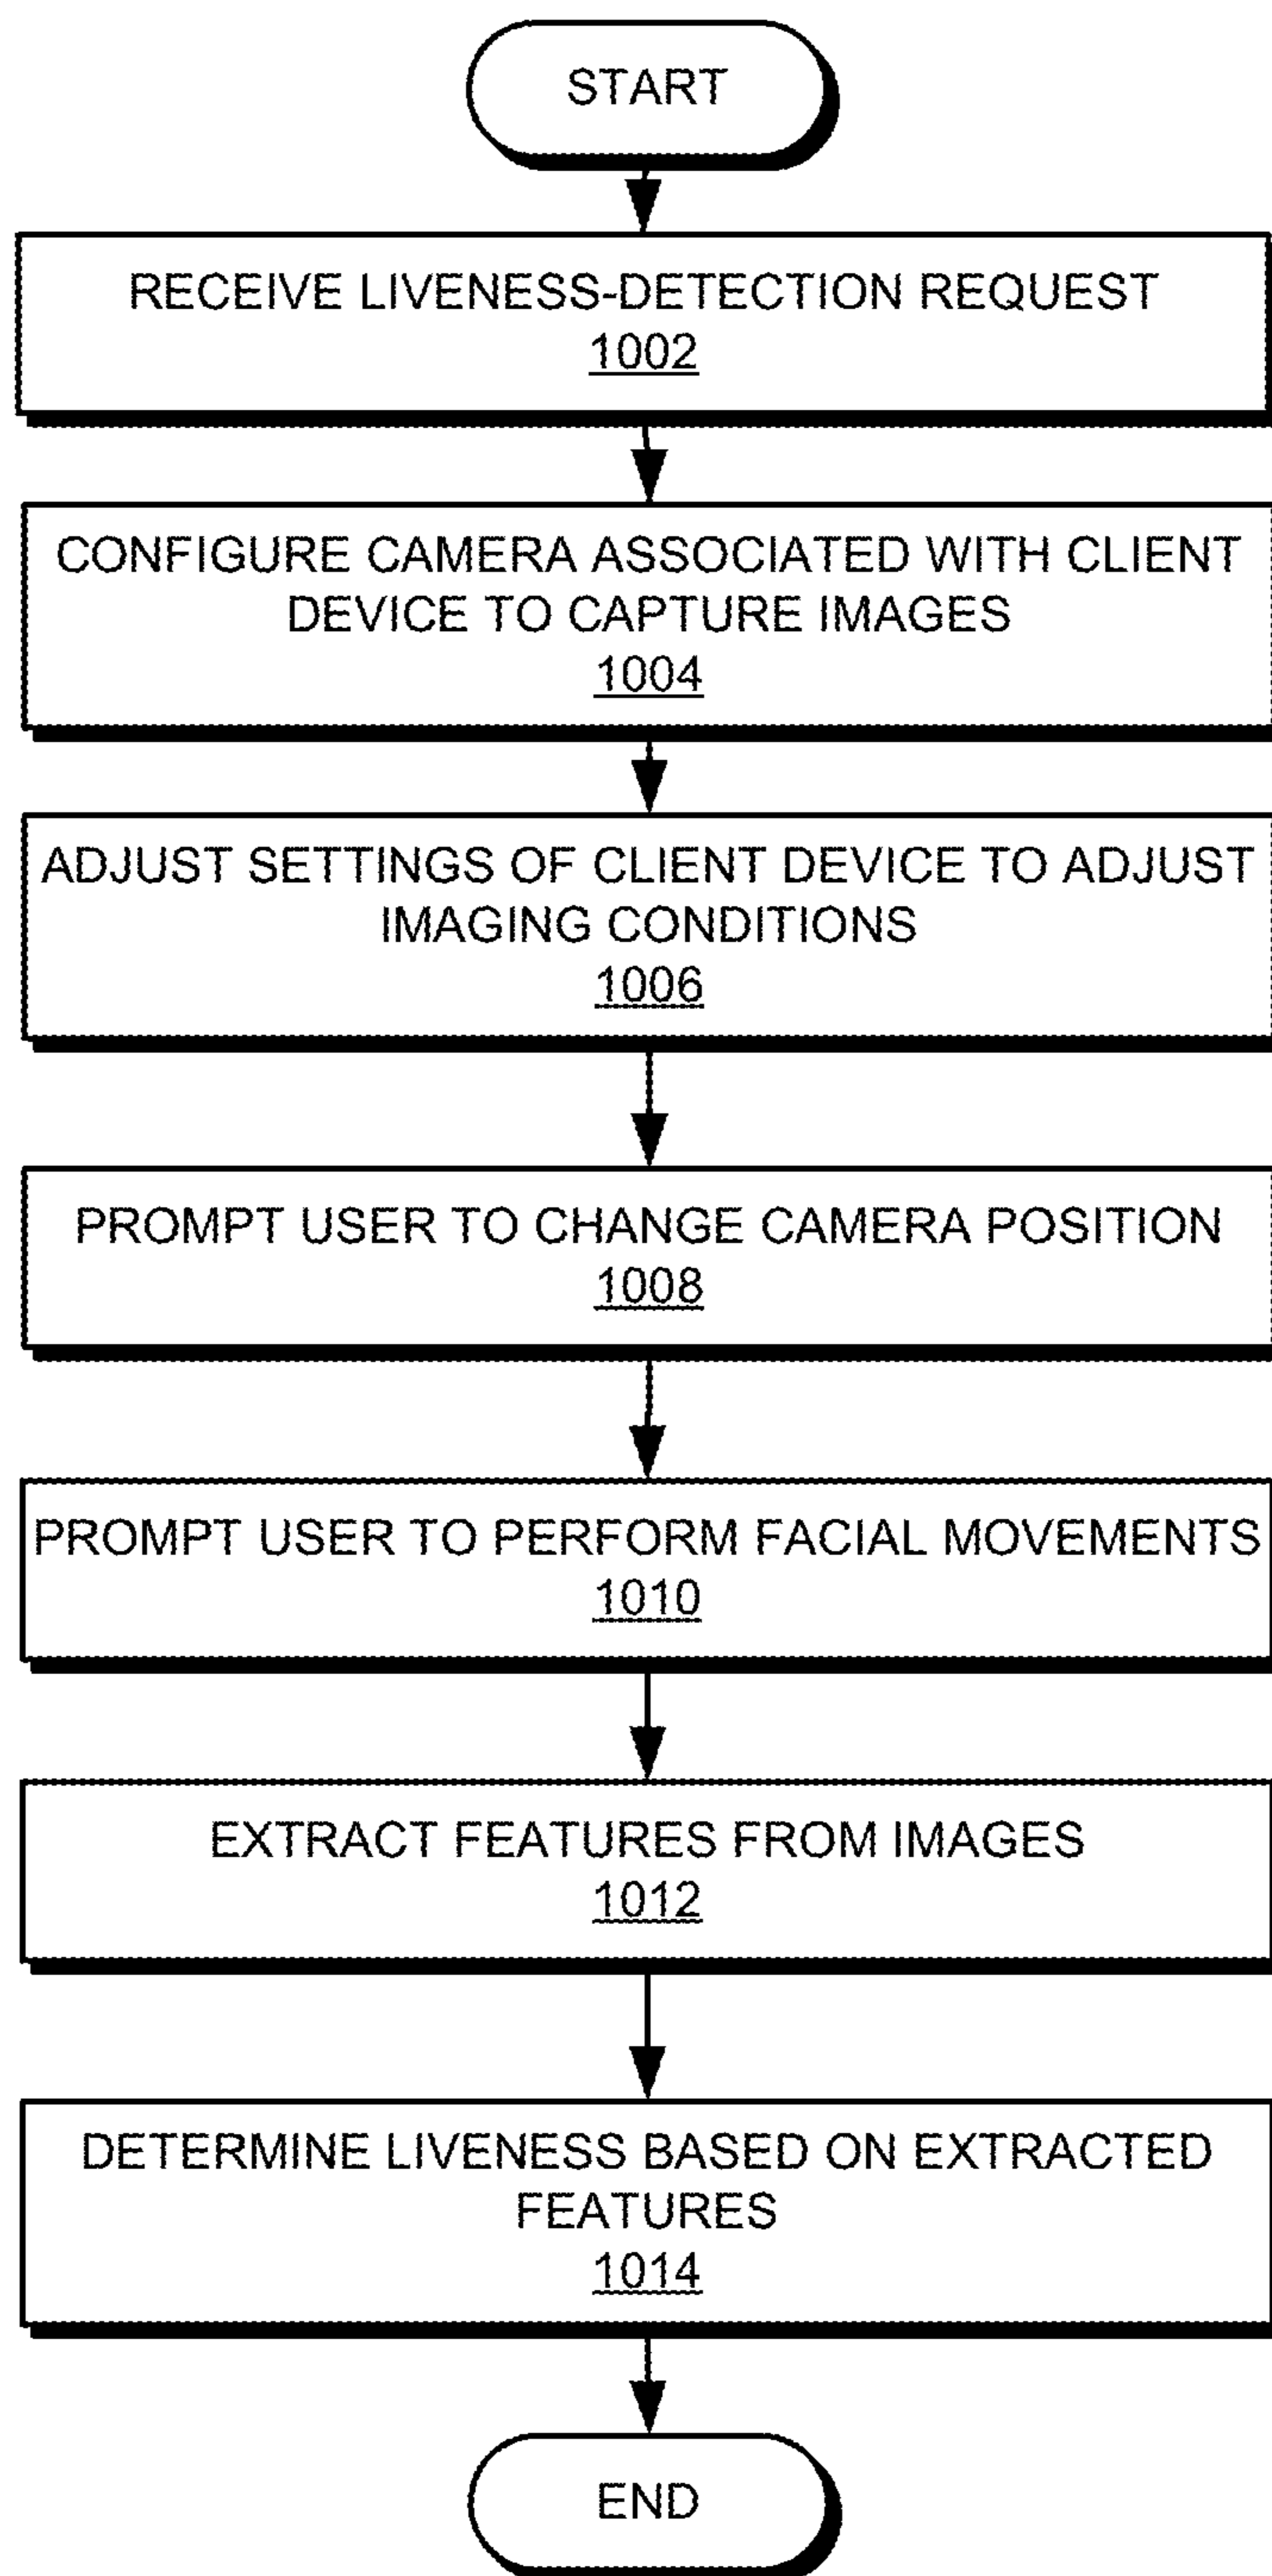 START
RECEIVE LIVENESS-DETECTION REQUEST
1002
CONFIGURE CAMERA ASSOCIATED WITH CLIENT
DEVICE TO CAPTURE IMAGES
1004
ADJUST SETTINGS OF CLIENT DEVICE TO ADJUST
IMAGING CONDITIONS
1006
PROMPT USER TO CHANGE CAMERA POSITION
1008
PROMPT USER TO PERFORM FACIAL MOVEMENTS
1010
EXTRACT FEATURES FROM IMAGES
1012
DETERMINE LIVENESS BASED ON EXTRACTED
FEATURES
1014
END